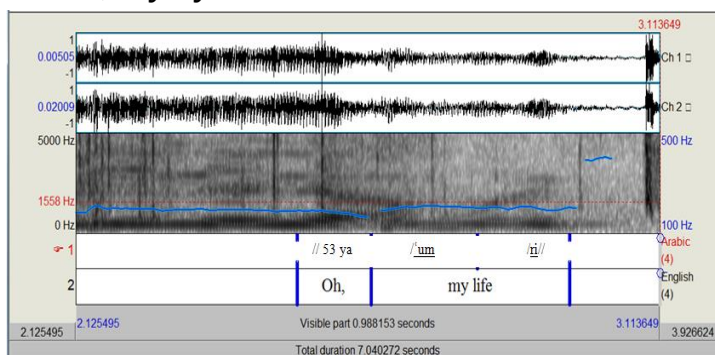 3.113649
1
0.00505
-1
Ch 1
1
0.02009
-1
Ch 2
5000 Hz
500 Hz
1558 Hz
0 Hz
100 Hz
1 // 53 ya /ˈum /ri// Arabic (4)
2 Oh, my life English (4)
2.125495 Visible part 0.988153 seconds 3.113649
2.125495 3.926624
Total duration 7.040272 seconds